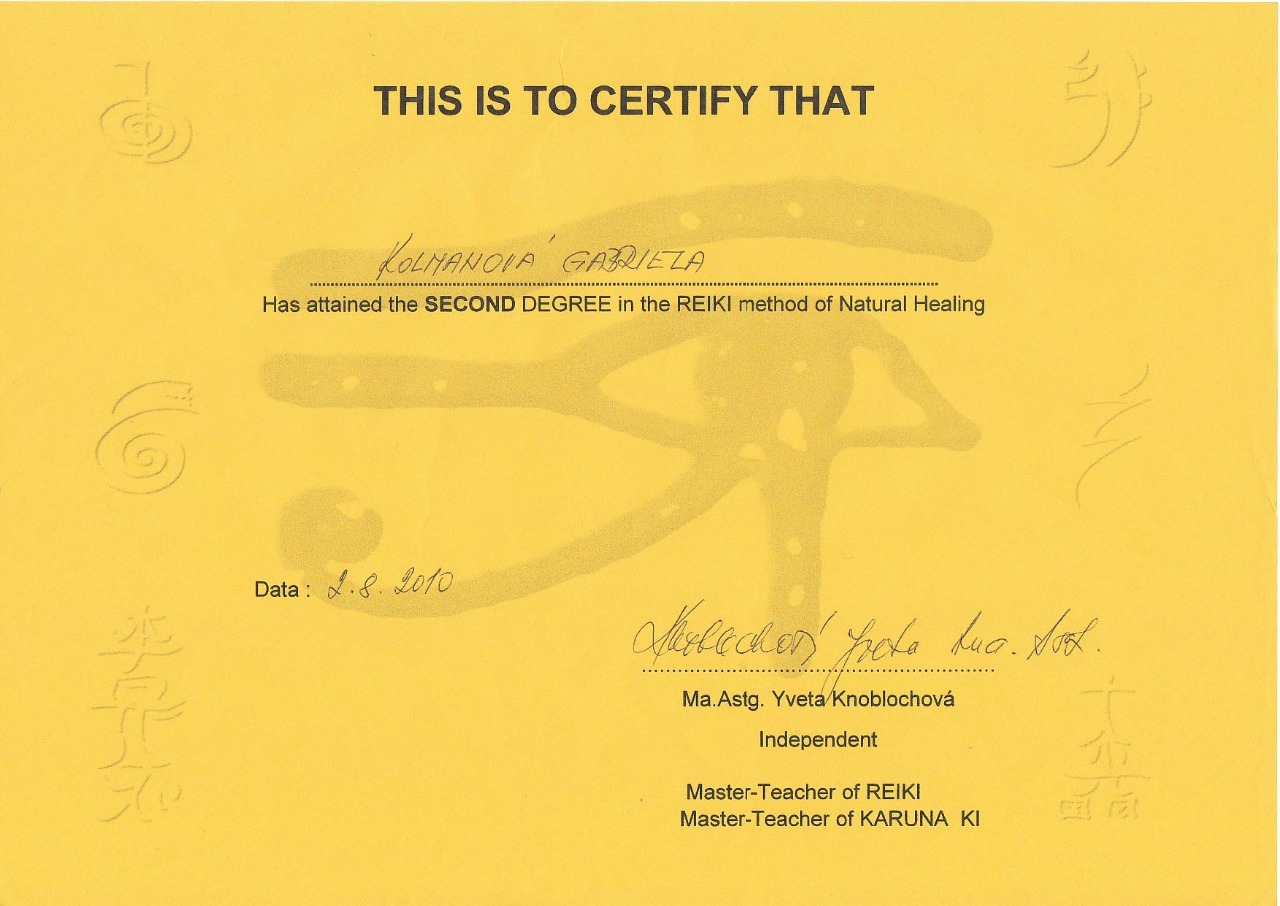 THIS IS TO CERTIFY THAT
KOLMANOVÁ GABRIELA
Has attained the SECOND DEGREE in the REIKI method of Natural Healing
Data : 2.8.2010
Yveta
Ma.Astg. Yveta Knoblochová
Independent
Master-Teacher of REIKI
Master-Teacher of KARUNA KI